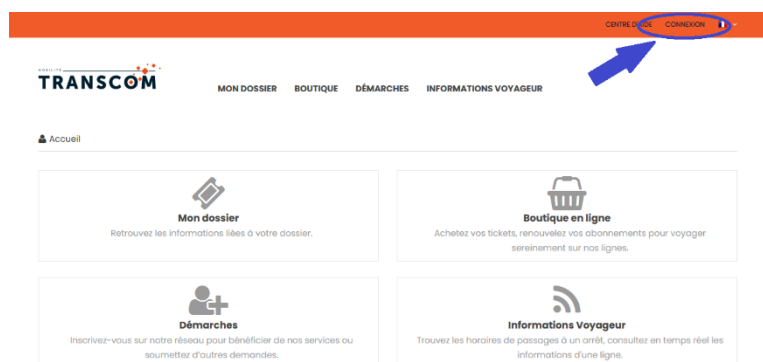 CENTRE D'AIDE CONNEXION
MOBILITÉ
TRANSCOM
MON DOSSIER BOUTIQUE DÉMARCHES INFORMATIONS VOYAGEUR
Accueil
Mon dossier
Retrouvez les informations liées à votre dossier.
Boutique en ligne
Achetez vos tickets, renouvelez vos abonnements pour voyager
sereinement sur nos lignes.
Démarches
Inscrivez-vous sur notre réseau pour bénéficier de nos services ou
soumettez d'autres demandes.
Informations Voyageur
Trouvez les horaires de passages à un arrêt, consultez en temps réel les
informations d'une ligne.